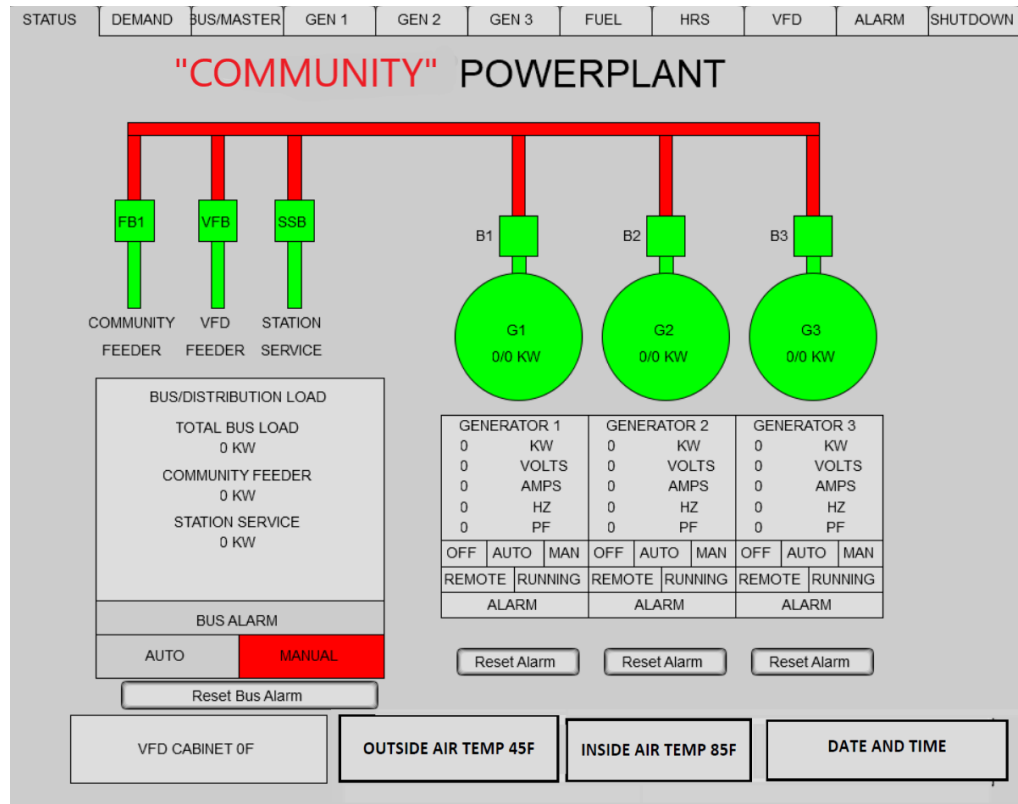 STATUS DEMAND BUS/MASTER GEN 1 GEN 2 GEN 3 FUEL HRS VFD ALARM SHUTDOWN
"COMMUNITY" POWERPLANT
FB1 VFB SSB
B1 B2 B3
COMMUNITY FEEDER
VFD FEEDER
STATION SERVICE
G1
0/0 KW
G2
0/0 KW
G3
0/0 KW
BUS/DISTRIBUTION LOAD
TOTAL BUS LOAD
0 KW
COMMUNITY FEEDER
0 KW
STATION SERVICE
0 KW
BUS ALARM
AUTO MANUAL
Reset Bus Alarm
GENERATOR 1
0 KW
0 VOLTS
0 AMPS
0 HZ
0 PF
OFF AUTO MAN
REMOTE RUNNING
ALARM
Reset Alarm
GENERATOR 2
0 KW
0 VOLTS
0 AMPS
0 HZ
0 PF
OFF AUTO MAN
REMOTE RUNNING
ALARM
Reset Alarm
GENERATOR 3
0 KW
0 VOLTS
0 AMPS
0 HZ
0 PF
OFF AUTO MAN
REMOTE RUNNING
ALARM
Reset Alarm
VFD CABINET 0F
OUTSIDE AIR TEMP 45F
INSIDE AIR TEMP 85F
DATE AND TIME